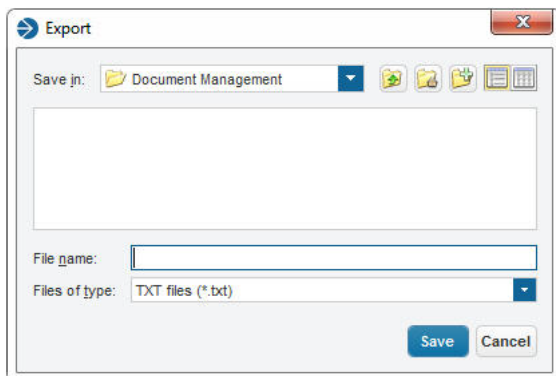 Export
Save in: Document Management
File name:
Files of type: TXT files (*.txt)
Save Cancel